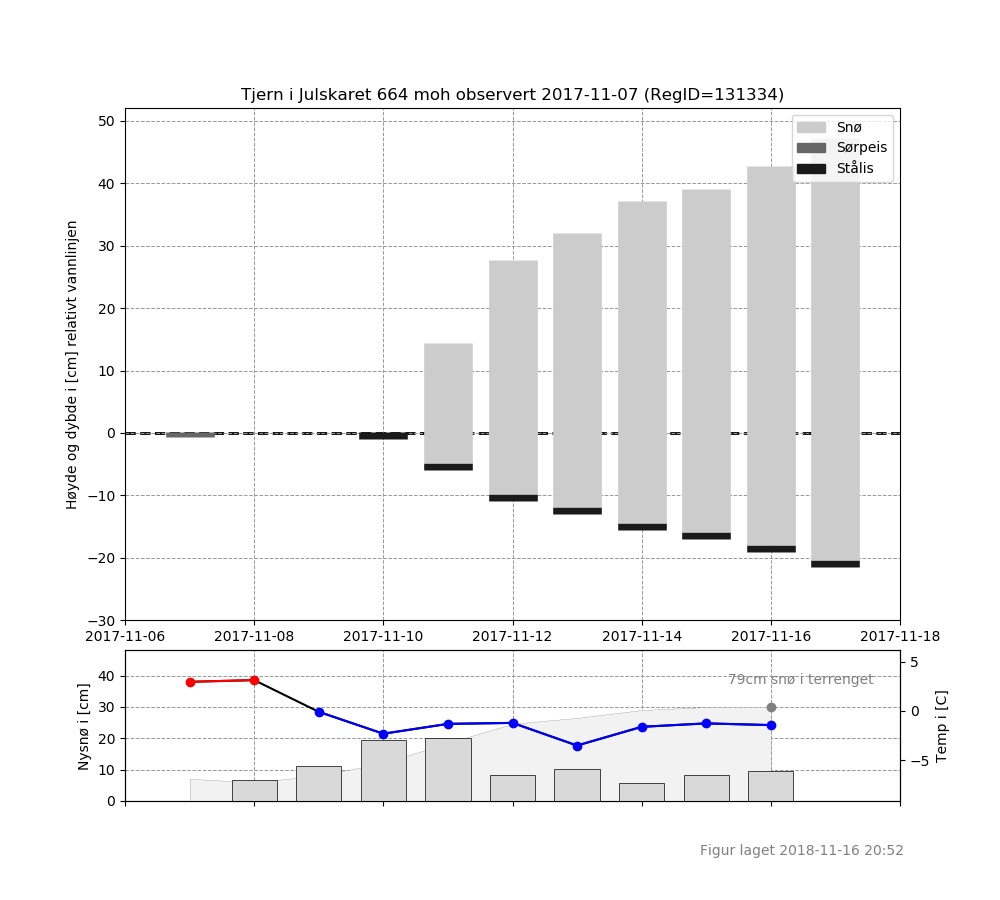 Tjern i Julskaret 664 moh observert 2017-11-07 (RegID=131334)
Høyde og dybde i [cm] relativt vannlinjen
50
40
30
20
10
0
−10
−20
−30
Snø
Sørpeis
Stålis
2017-11-06 2017-11-08 2017-11-10 2017-11-12 2017-11-14 2017-11-16 2017-11-18
Nysnø i [cm]
40
30
20
10
0
79cm snø i terrenget
5
0
−5
Temp i [C]
Figur laget 2018-11-16 20:52